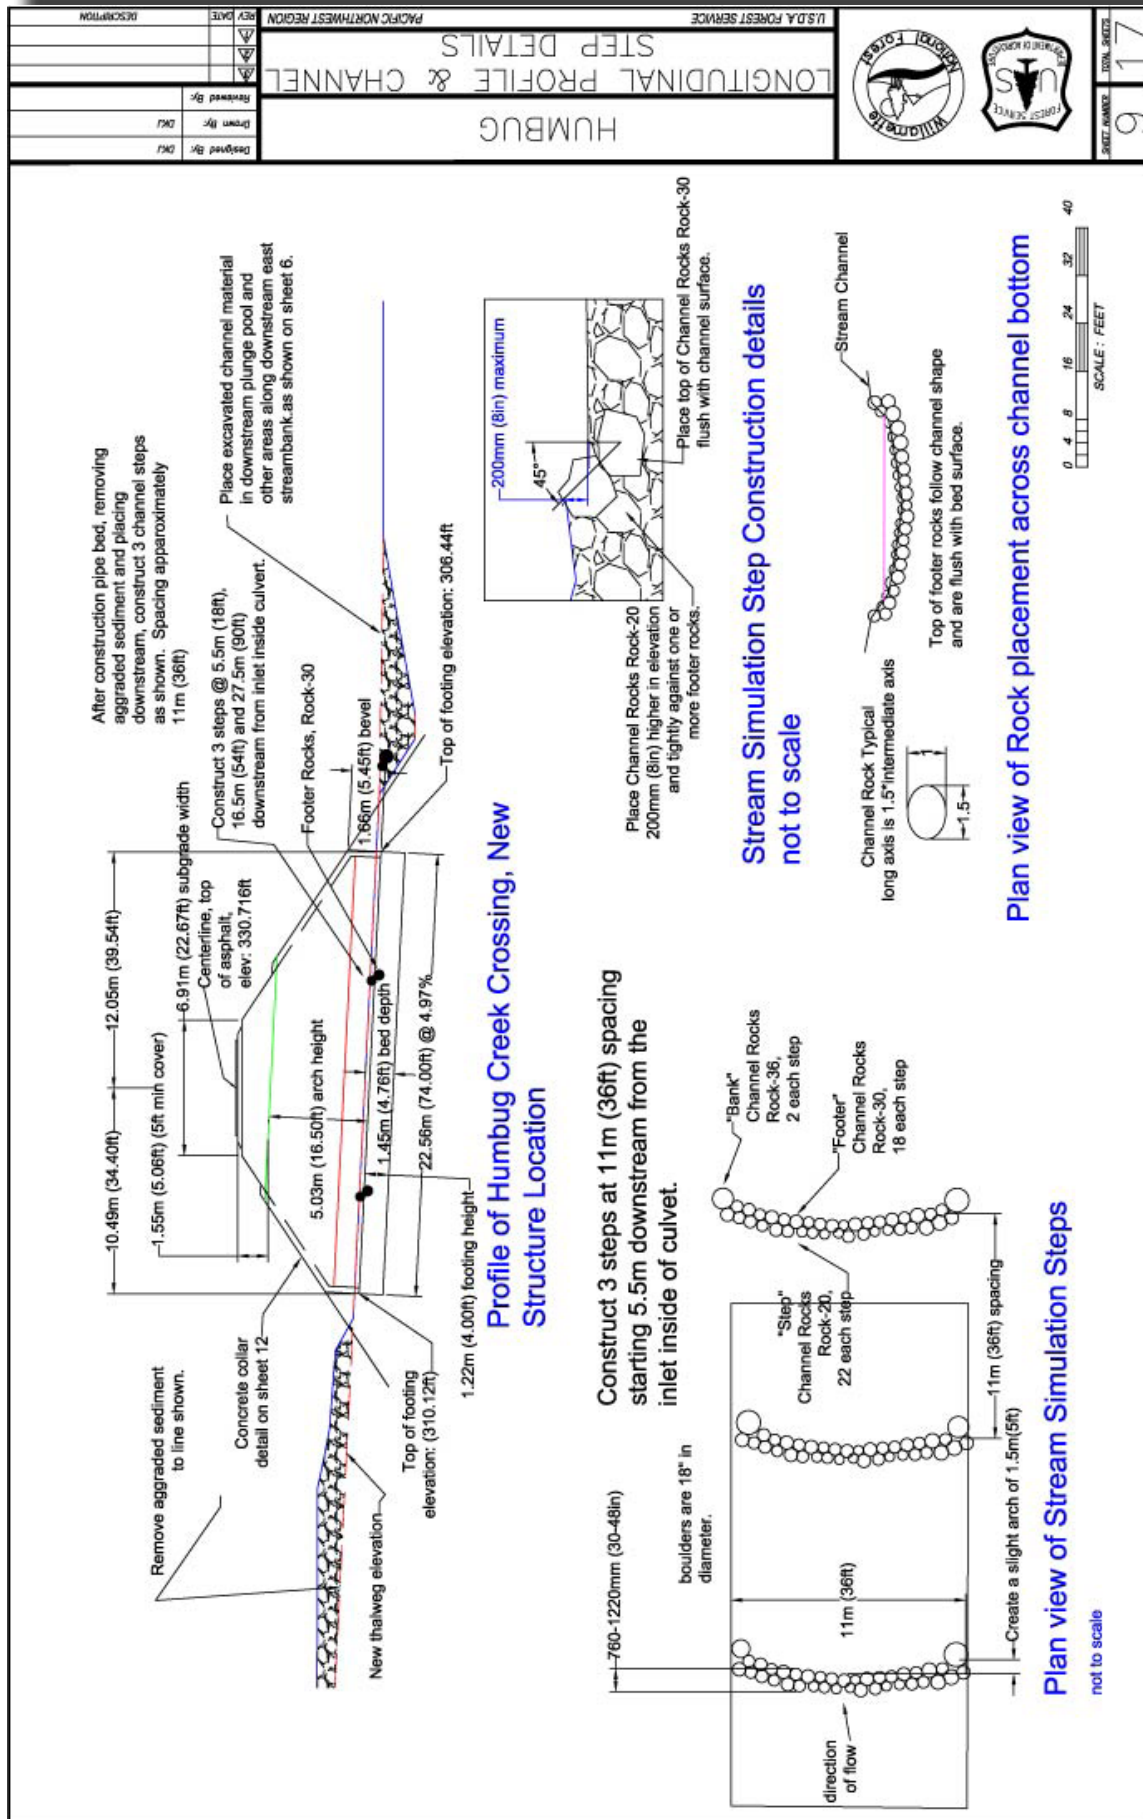 REV
DATE
DESCRIPTION
U.S.D.A. FOREST SERVICE
PACIFIC NORTHWEST REGION
LONGITUDINAL PROFILE & CHANNEL
STEP DETAILS
HUMBUG
Designed By: DKJ
Drawn By: DKJ
Reviewed By:
Willamette
National Forest
FOREST SERVICE
U S
DEPARTMENT OF AGRICULTURE
SHEET NUMBER
9
TOTAL SHEETS
17
Remove aggraded sediment
to line shown.
Concrete collar
detail on sheet 12
New thalweg elevation
Top of footing
elevation: (310.12ft)
1.22m (4.00ft) footing height
10.49m (34.40ft)
12.05m (39.54ft)
1.55m (5.06ft) (5ft min cover)
6.91m (22.67ft) subgrade width
Centerline, top
of asphalt,
elev: 330.716ft
5.03m (16.50ft) arch height
1.45m (4.76ft) bed depth
22.56m (74.00ft) @ 4.97%
After construction pipe bed, removing
aggraded sediment and placing
downstream, construct 3 channel steps
as shown. Spacing apparoximately
11m (36ft)
Construct 3 steps @ 5.5m (18ft),
16.5m (54ft) and 27.5m (90ft)
downstream from inlet inside culvert.
Footer Rocks, Rock-30
1.66m (5.45ft) bevel
Top of footing elevation: 306.44ft
Place excavated channel material
in downstream plunge pool and
other areas along downstream east
streambank.as shown on sheet 6.
Profile of Humbug Creek Crossing, New
Structure Location
200mm (8in) maximum
45°
Place Channel Rocks Rock-20
200mm (8in) higher in elevation
and tightly against one or
more footer rocks.
Place top of Channel Rocks Rock-30
flush with channel surface.
Stream Simulation Step Construction details
not to scale
Construct 3 steps at 11m (36ft) spacing
starting 5.5m downstream from the
inlet inside of culvet.
760-1220mm (30-48in)
boulders are 18" in
diameter.
direction
of flow
11m (36ft)
"Step"
Channel Rocks
Rock-20,
22 each step
"Bank"
Channel Rocks
Rock-36,
2 each step
"Footer"
Channel Rocks
Rock-30,
18 each step
11m (36ft) spacing
Create a slight arch of 1.5m(5ft)
Plan view of Stream Simulation Steps
not to scale
Channel Rock Typical
long axis is 1.5*intermediate axis
1
1.5
Stream Channel
Top of footer rocks follow channel shape
and are flush with bed surface.
Plan view of Rock placement across channel bottom
0 4 8 16 24 32 40
SCALE : FEET